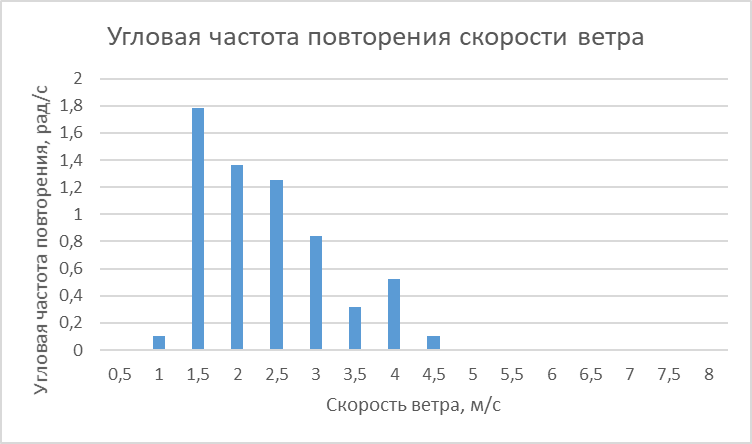 Угловая частота повторения скорости ветра
Угловая частота повторения, рад/с
2
1,8
1,6
1,4
1,2
1
0,8
0,6
0,4
0,2
0
0,5 1 1,5 2 2,5 3 3,5 4 4,5 5 5,5 6 6,5 7 7,5 8
Скорость ветра, м/с